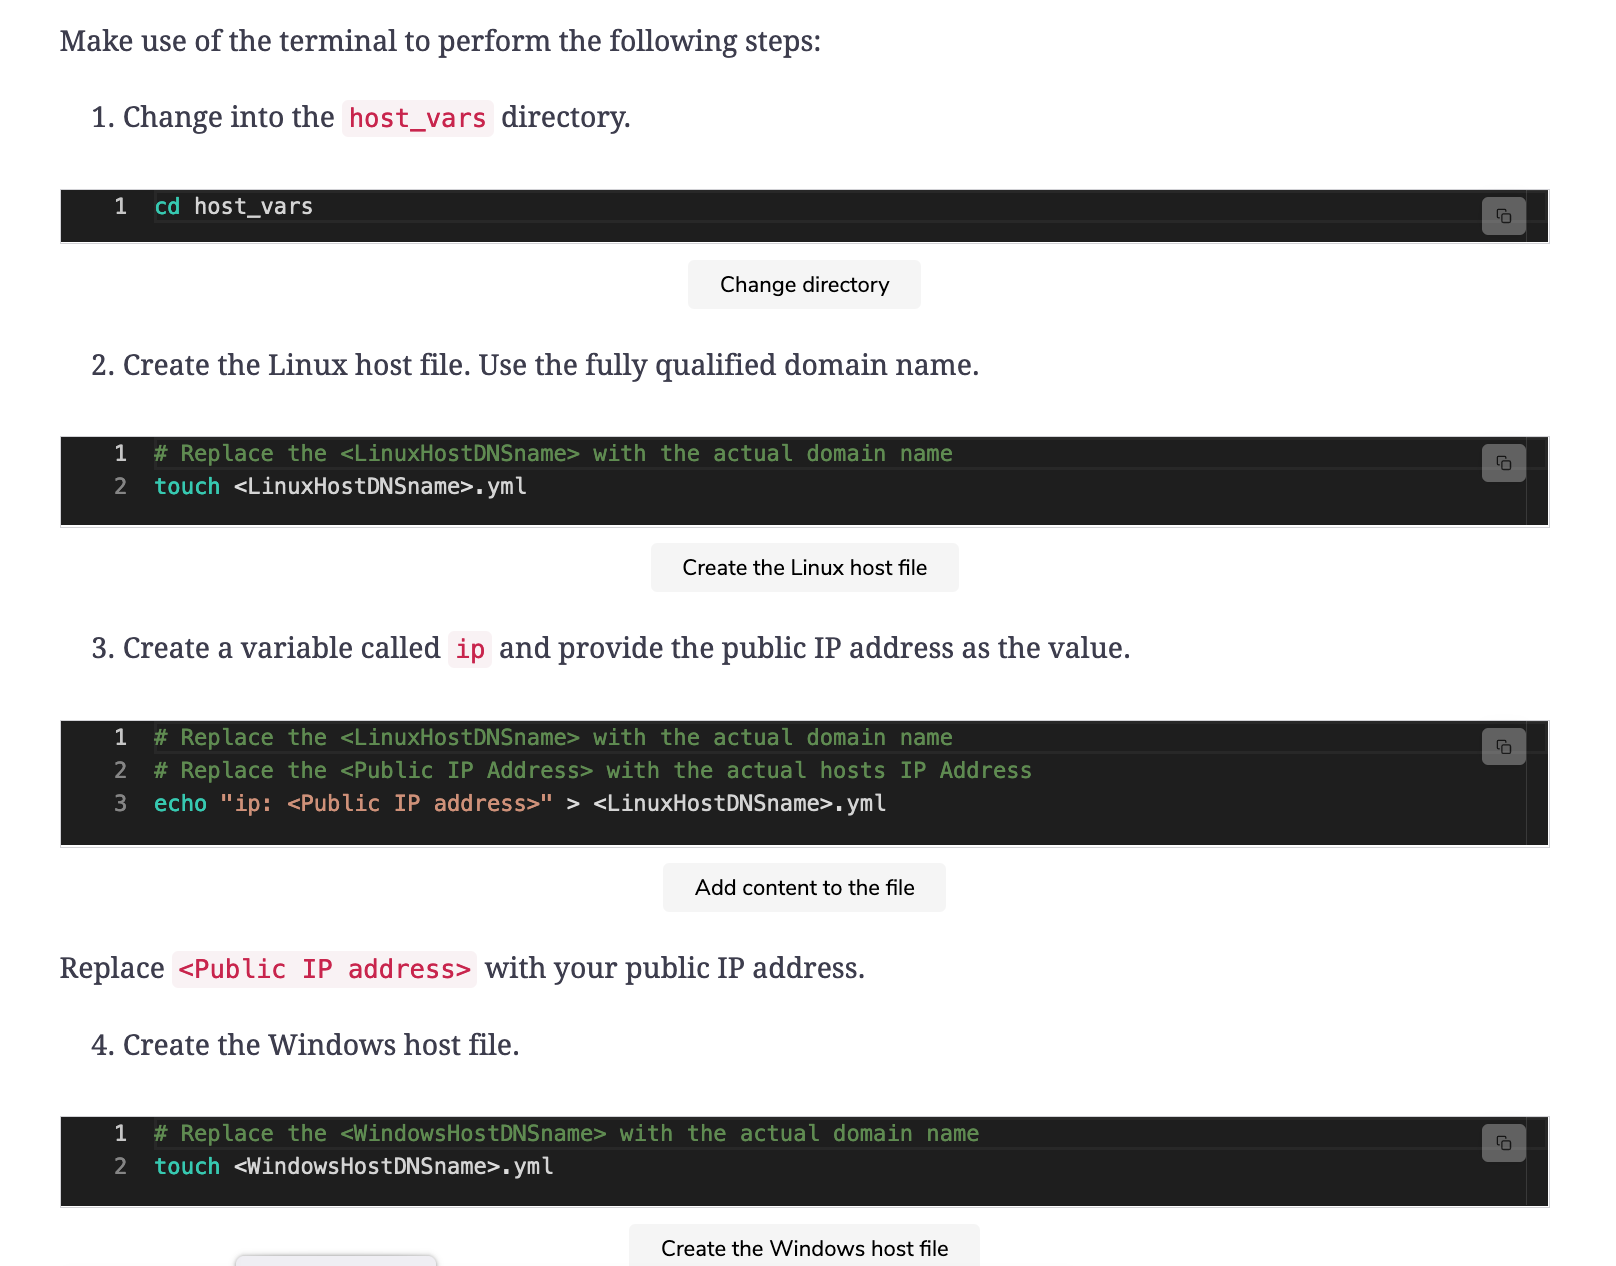 Make use of the terminal to perform the following steps:
1. Change into the host_vars directory.
1 cd host_vars
Change directory
2. Create the Linux host file. Use the fully qualified domain name.
1 # Replace the <LinuxHostDNSname> with the actual domain name
2 touch <LinuxHostDNSname>.yml
Create the Linux host file
3. Create a variable called ip and provide the public IP address as the value.
1 # Replace the <LinuxHostDNSname> with the actual domain name
2 # Replace the <Public IP Address> with the actual hosts IP Address
3 echo "ip: <Public IP address>" > <LinuxHostDNSname>.yml
Add content to the file
Replace <Public IP address> with your public IP address.
4. Create the Windows host file.
1 # Replace the <WindowsHostDNSname> with the actual domain name
2 touch <WindowsHostDNSname>.yml
Create the Windows host file